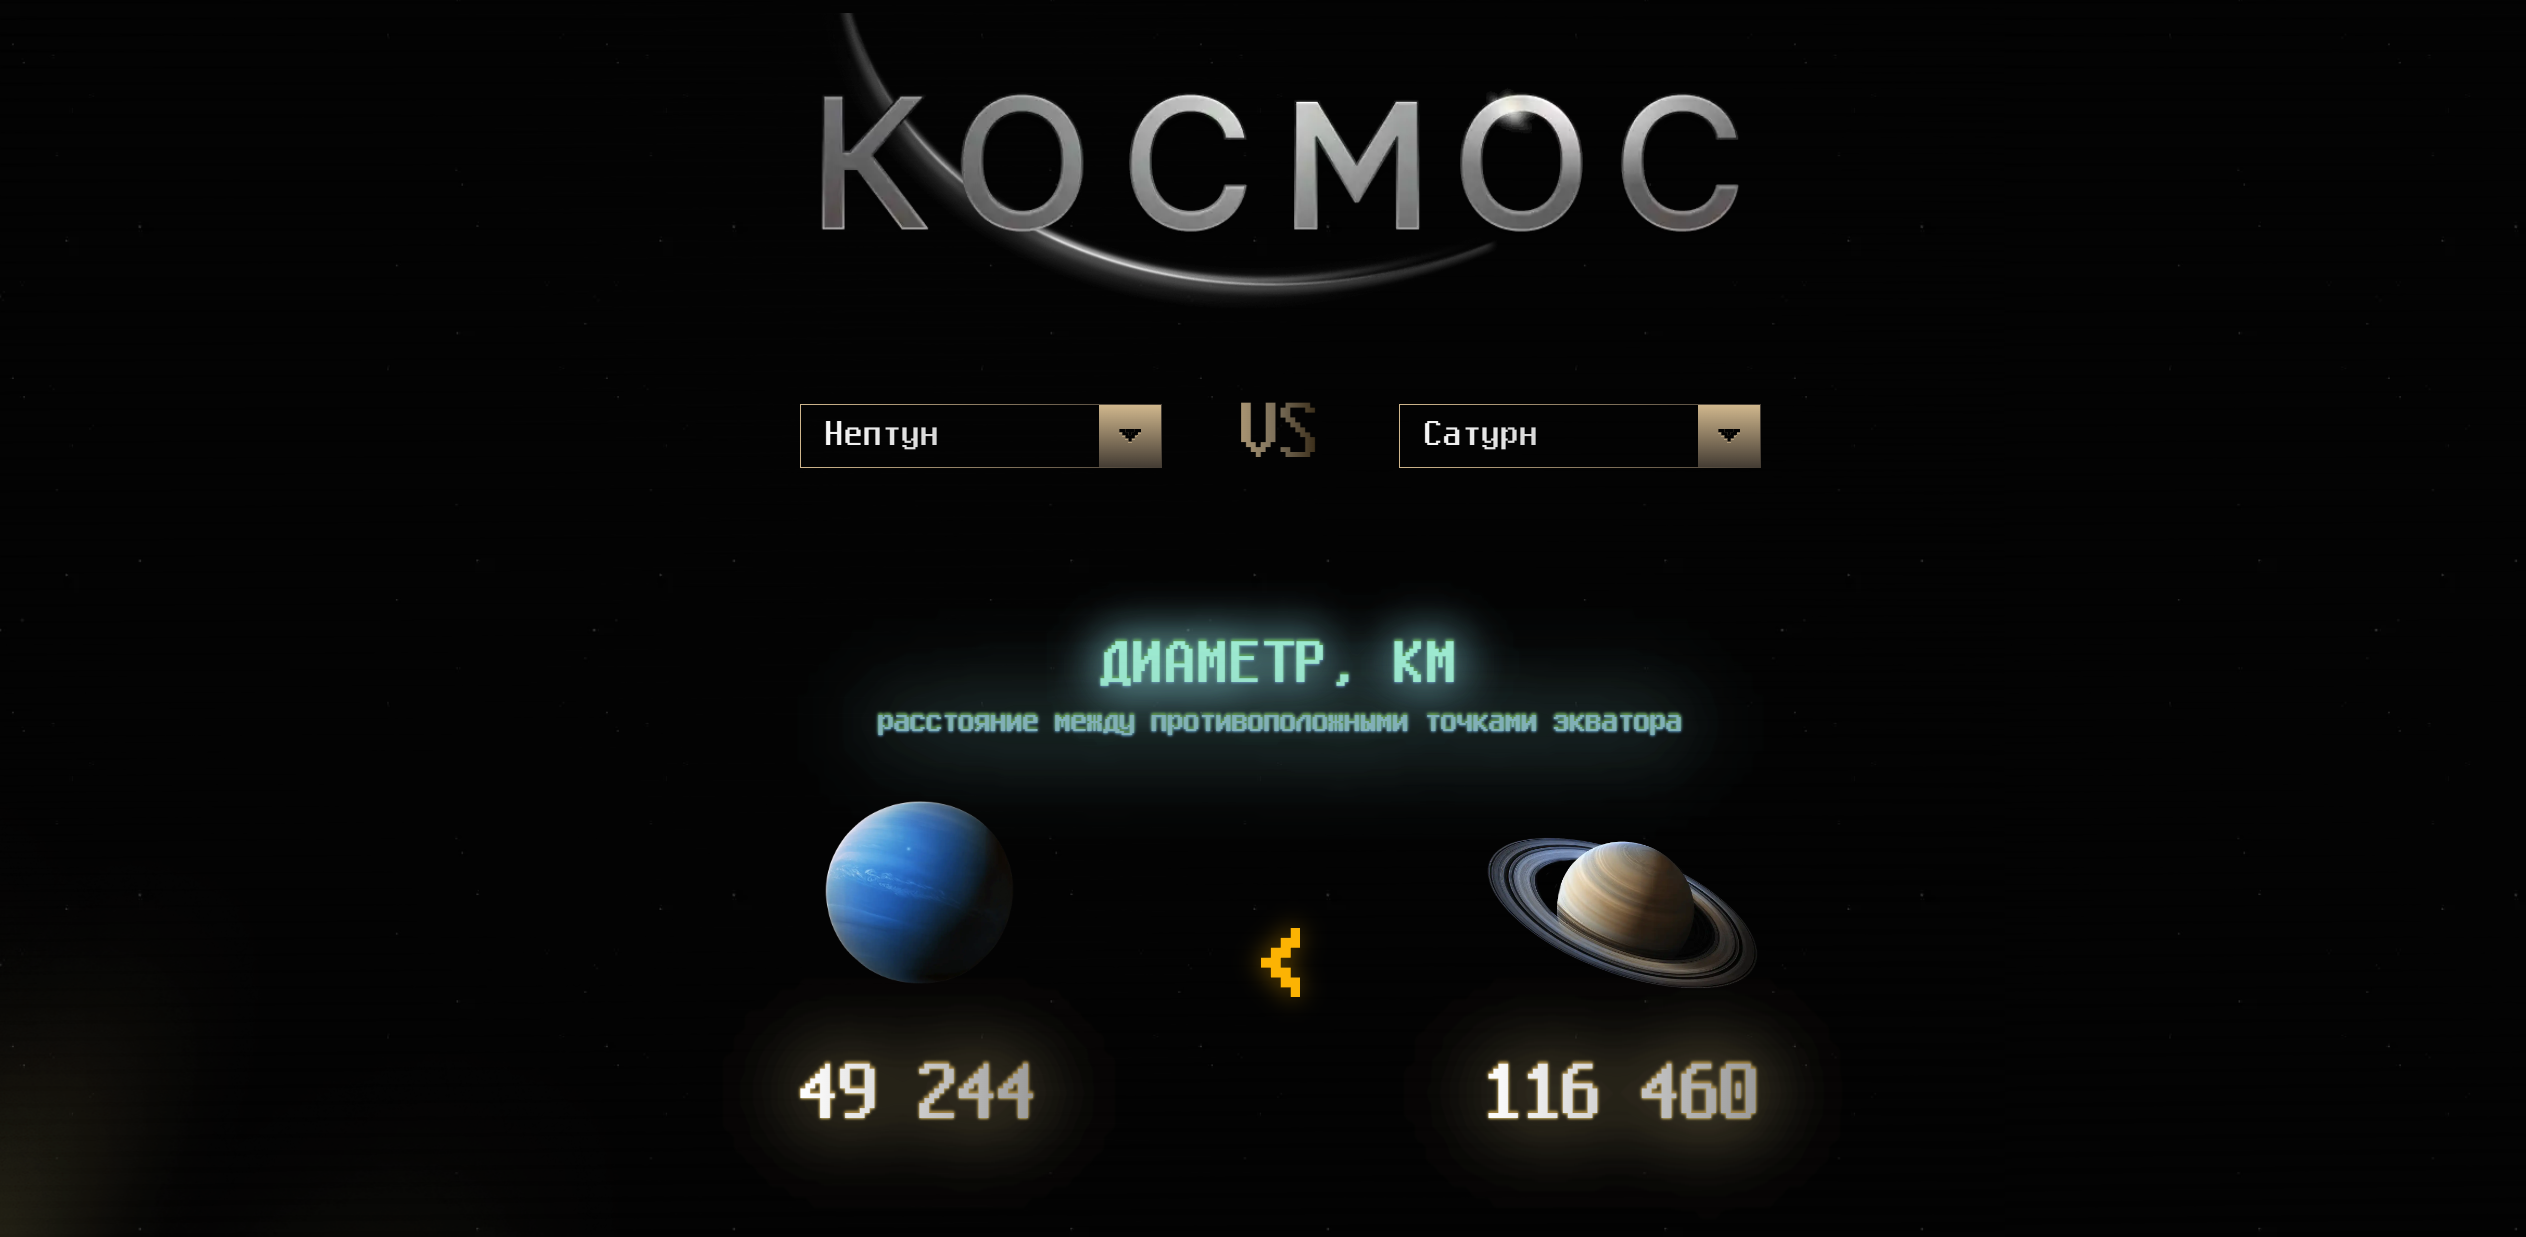 КОСМОС
Нептун VS Сатурн
ДИАМЕТР, КМ
расстояние между противоположными точками экватора
<
49 244 116 460